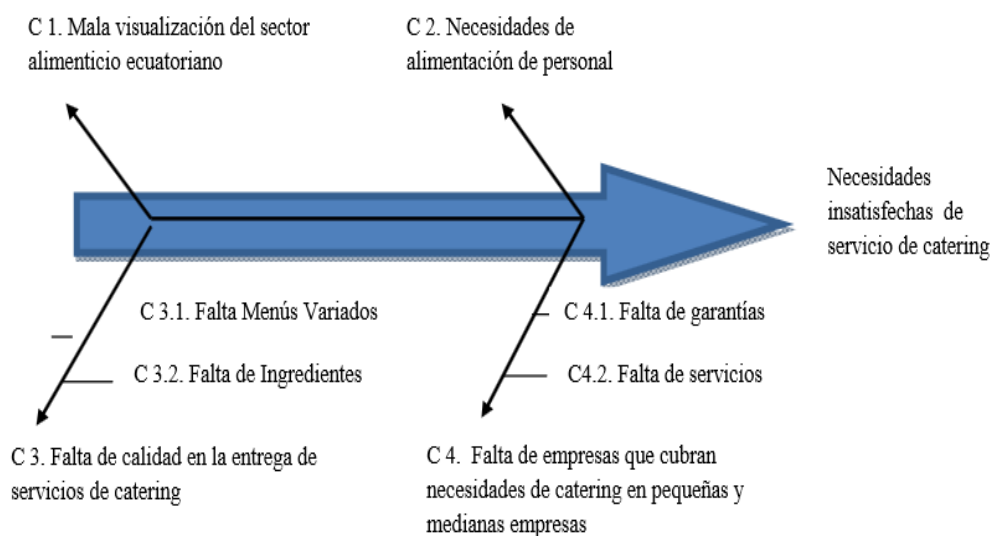 C 1. Mala visualización del sector
alimenticio ecuatoriano
C 2. Necesidades de
alimentación de personal
Necesidades
insatisfechas de
servicio de catering
C 3.1. Falta Menús Variados
C 3.2. Falta de Ingredientes
C 4.1. Falta de garantías
C4.2. Falta de servicios
C 3. Falta de calidad en la entrega de
servicios de catering
C 4. Falta de empresas que cubran
necesidades de catering en pequeñas y
medianas empresas